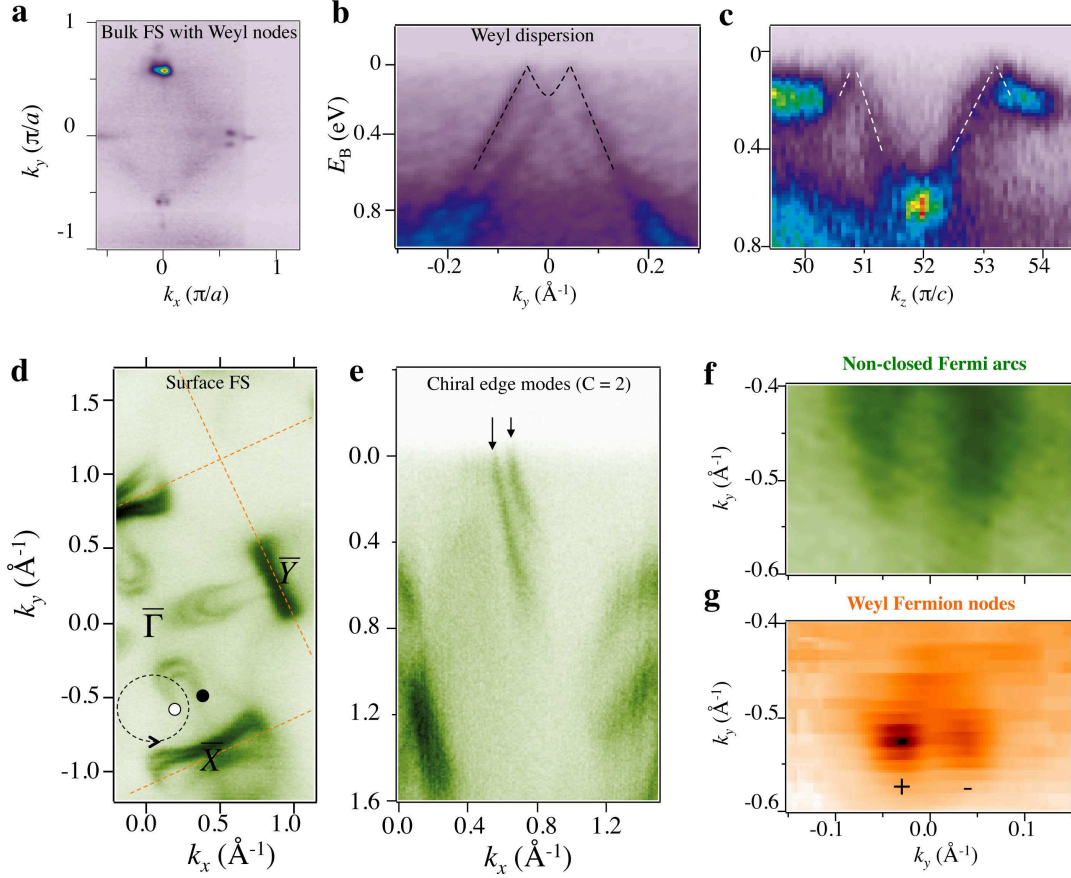 a
Bulk FS with Weyl nodes
1
0
-1
k_y (π/a)
0
1
k_x (π/a)
b
Weyl dispersion
0
0.4
0.8
E_B (eV)
-0.2
0
0.2
k_y (Å⁻¹)
c
0
0.4
0.8
50
51
52
53
54
k_z (π/c)
d
Surface FS
1.5
1.0
0.5
0.0
-0.5
-1.0
k_y (Å⁻¹)
Y̅
Γ̅
X̅
0.0
0.5
1.0
k_x (Å⁻¹)
e
Chiral edge modes (C = 2)
0.0
0.4
0.8
1.2
1.6
0.0
0.4
0.8
1.2
k_x (Å⁻¹)
f
Non-closed Fermi arcs
-0.4
-0.5
-0.6
k_y (Å⁻¹)
g
Weyl Fermion nodes
-0.4
-0.5
-0.6
k_y (Å⁻¹)
+
-
-0.1
0.0
0.1
k_y (Å⁻¹)